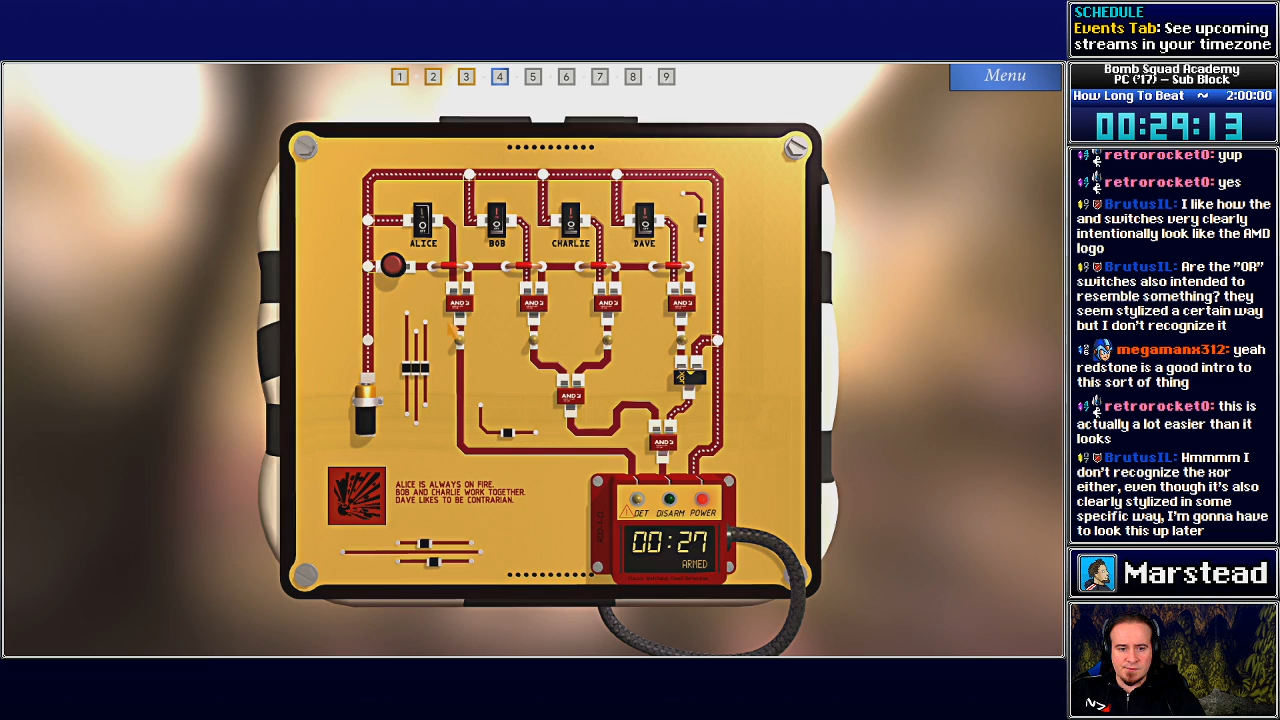 SCHEDULE
Events Tab: See upcoming
streams in your timezone
1 2 3 4 5 6 7 8 9
Menu
Bomb Squad Academy
PC ('17) — Sub Block
How Long To Beat ~ 2:00:00
00:29:13
retrorocket0: yup
retrorocket0: yes
BrutusIL: I like how the
and switches very clearly
intentionally look like the AMD
logo
BrutusIL: Are the "OR"
switches also intended to
resemble something? they
seem stylized a certain way
but I don't recognize it
megamanx312: yeah
redstone is a good intro to
this sort of thing
retrorocket0: this is
actually a lot easier than it
looks
BrutusIL: Hmmmm I
don't recognize the xor
either, even though it's also
clearly stylized in some
specific way, I'm gonna have
to look this up later
Marstead
ALICE BOB CHARLIE DAVE
AND AND AND AND
XOR
AND
AND
ALICE IS ALWAYS ON FIRE.
BOB AND CHARLIE WORK TOGETHER.
DAVE LIKES TO BE CONTRARIAN.
DET DISARM POWER
00:27
ARMED